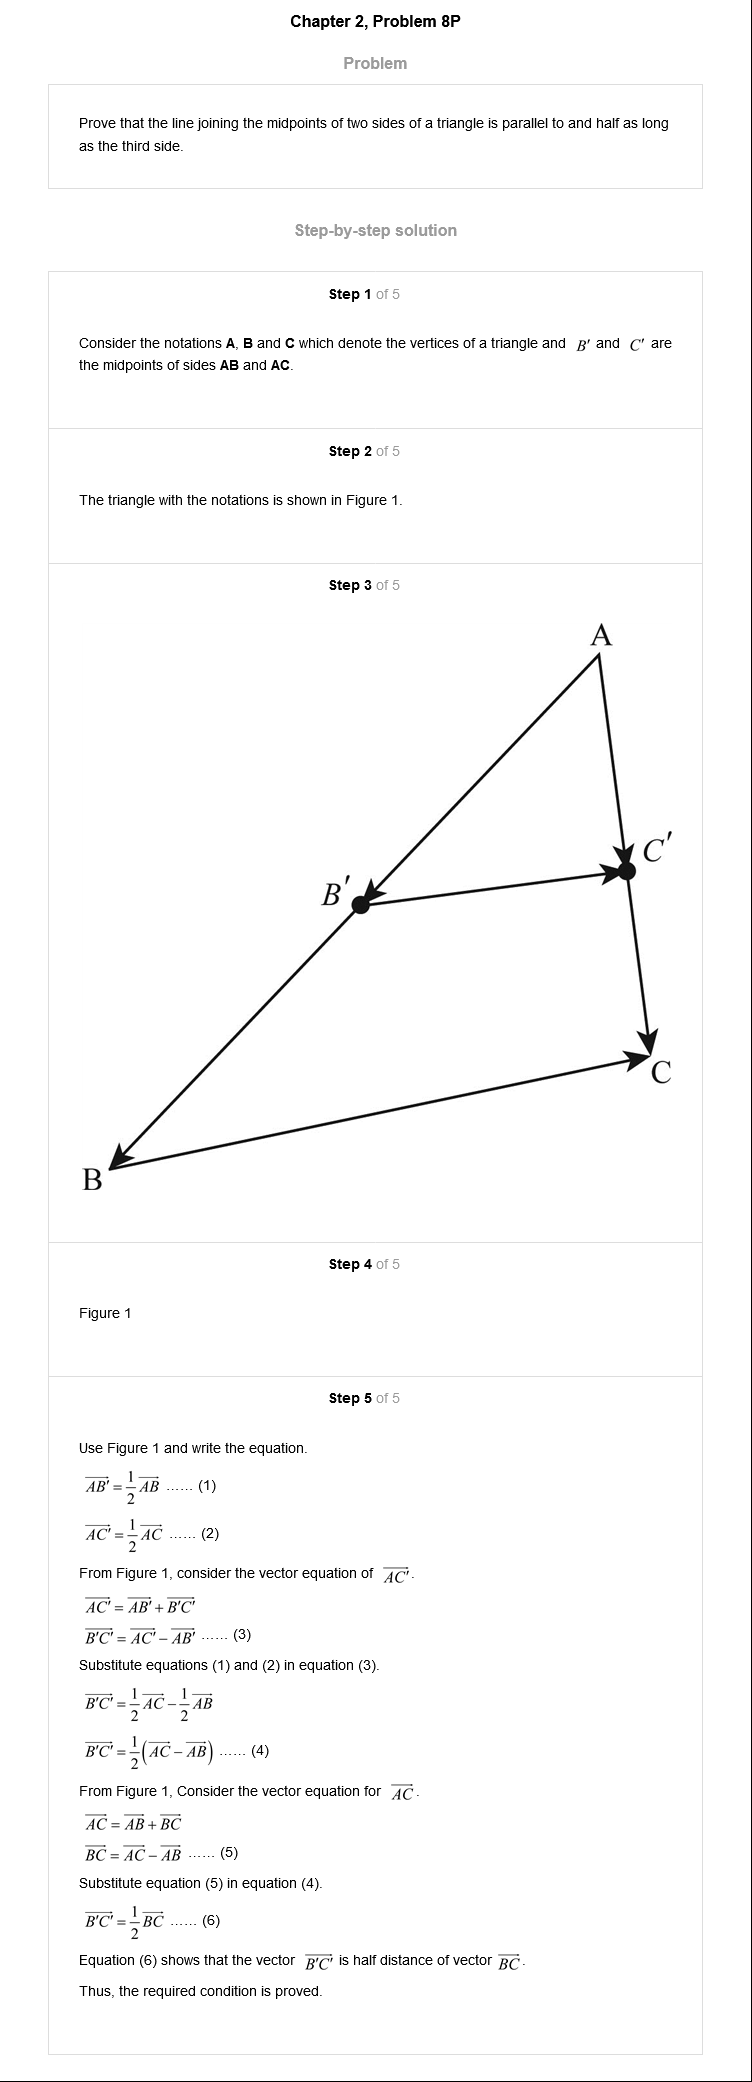 Chapter 2, Problem 8P
Problem
Prove that the line joining the midpoints of two sides of a triangle is parallel to and half as long
as the third side.
Step-by-step solution
Step 1 of 5
Consider the notations A, B and C which denote the vertices of a triangle and B′ and C′ are
the midpoints of sides AB and AC.
Step 2 of 5
The triangle with the notations is shown in Figure 1.
Step 3 of 5
A
C′
B′
C
B
Step 4 of 5
Figure 1
Step 5 of 5
Use Figure 1 and write the equation.
$\overrightarrow{AB'} = \frac{1}{2}\overrightarrow{AB}$ ...... (1)
$\overrightarrow{AC'} = \frac{1}{2}\overrightarrow{AC}$ ...... (2)
From Figure 1, consider the vector equation of $\overrightarrow{AC'}$.
$\overrightarrow{AC'} = \overrightarrow{AB'} + \overrightarrow{B'C'}$
$\overrightarrow{B'C'} = \overrightarrow{AC'} - \overrightarrow{AB'}$ ...... (3)
Substitute equations (1) and (2) in equation (3).
$\overrightarrow{B'C'} = \frac{1}{2}\overrightarrow{AC} - \frac{1}{2}\overrightarrow{AB}$
$\overrightarrow{B'C'} = \frac{1}{2}(\overrightarrow{AC} - \overrightarrow{AB})$ ...... (4)
From Figure 1, Consider the vector equation for $\overrightarrow{AC}$.
$\overrightarrow{AC} = \overrightarrow{AB} + \overrightarrow{BC}$
$\overrightarrow{BC} = \overrightarrow{AC} - \overrightarrow{AB}$ ...... (5)
Substitute equation (5) in equation (4).
$\overrightarrow{B'C'} = \frac{1}{2}\overrightarrow{BC}$ ...... (6)
Equation (6) shows that the vector $\overrightarrow{B'C'}$ is half distance of vector $\overrightarrow{BC}$.
Thus, the required condition is proved.